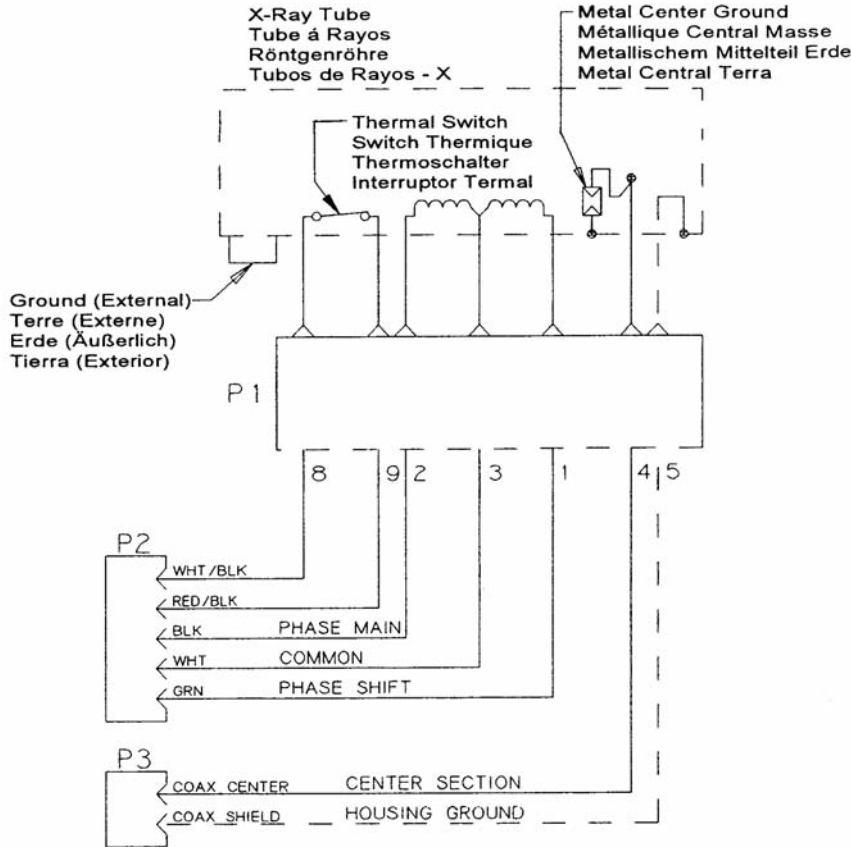 X-Ray Tube
Tube á Rayos
Röntgenröhre
Tubos de Rayos - X
Metal Center Ground
Métallique Central Masse
Metallischem Mittelteil Erde
Metal Central Terra
Thermal Switch
Switch Thermique
Thermoschalter
Interruptor Termal
Ground (External)
Terre (Externe)
Erde (Äußerlich)
Tierra (Exterior)
P1
8 9 2 3 1 4 5
P2
WHT/BLK
RED/BLK
BLK PHASE MAIN
WHT COMMON
GRN PHASE SHIFT
P3
COAX CENTER CENTER SECTION
COAX SHIELD HOUSING GROUND